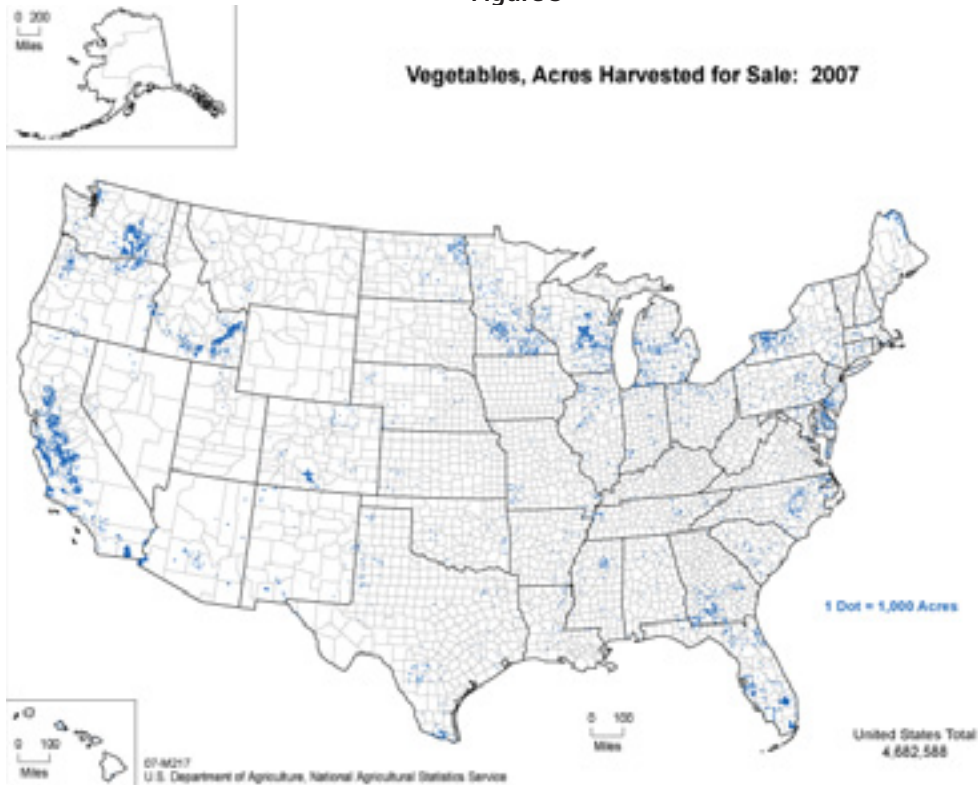 0 200
Miles
Vegetables, Acres Harvested for Sale: 2007
1 Dot = 1,000 Acres
0 100
Miles
United States Total
4,682,588
0 100
Miles
07-M217
U.S. Department of Agriculture, National Agricultural Statistics Service